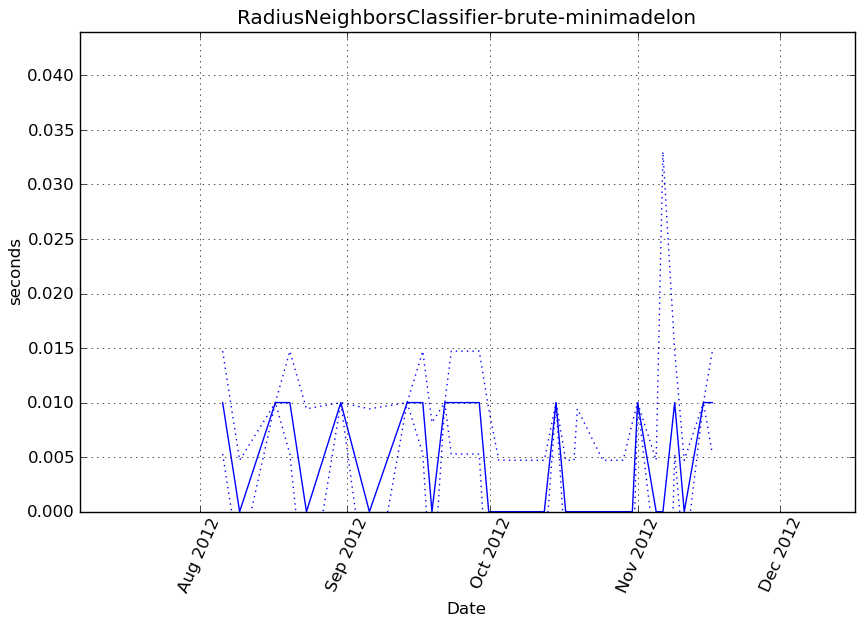 RadiusNeighborsClassifier-brute-minimadelon
0.040
0.035
0.030
0.025
0.020
0.015
0.010
0.005
0.000
seconds
Aug 2012
Sep 2012
Oct 2012
Nov 2012
Dec 2012
Date